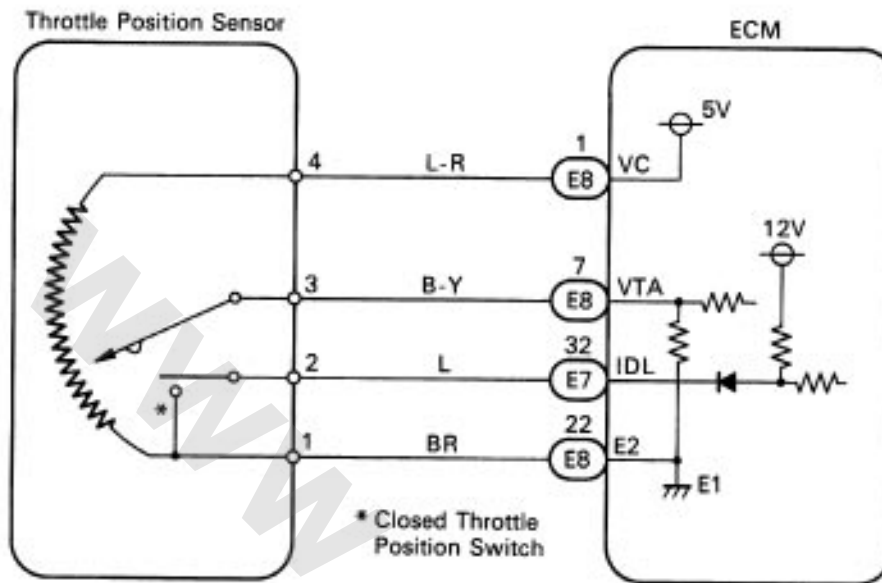 Throttle Position Sensor
ECM
5V
4 L-R 1 E8 VC
12V
3 B-Y 7 E8 VTA
2 L 32 E7 IDL
*
1 BR 22 E8 E2
E1
* Closed Throttle
Position Switch
WWW